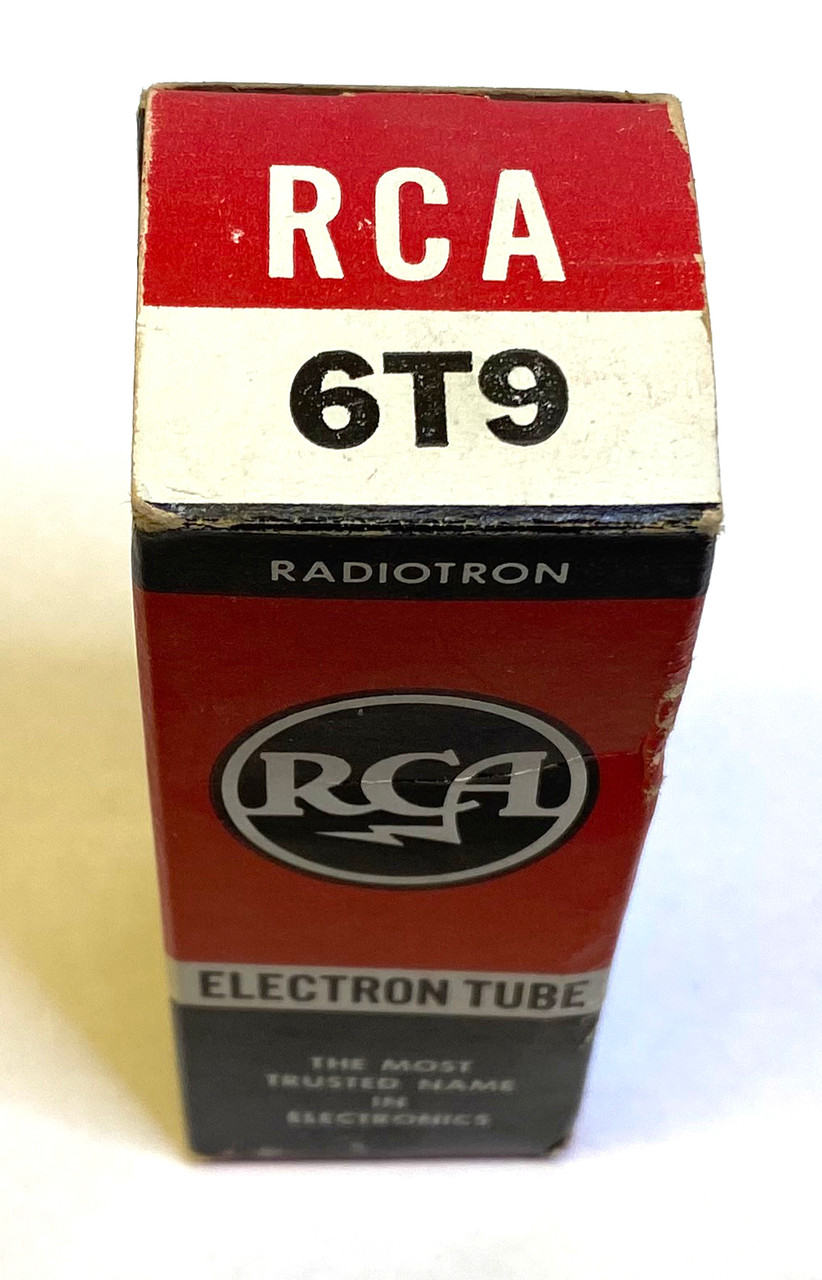 RCA
6T9
RADIOTRON
RCA
ELECTRON TUBE
THE MOST
TRUSTED NAME
IN
ELECTRONICS